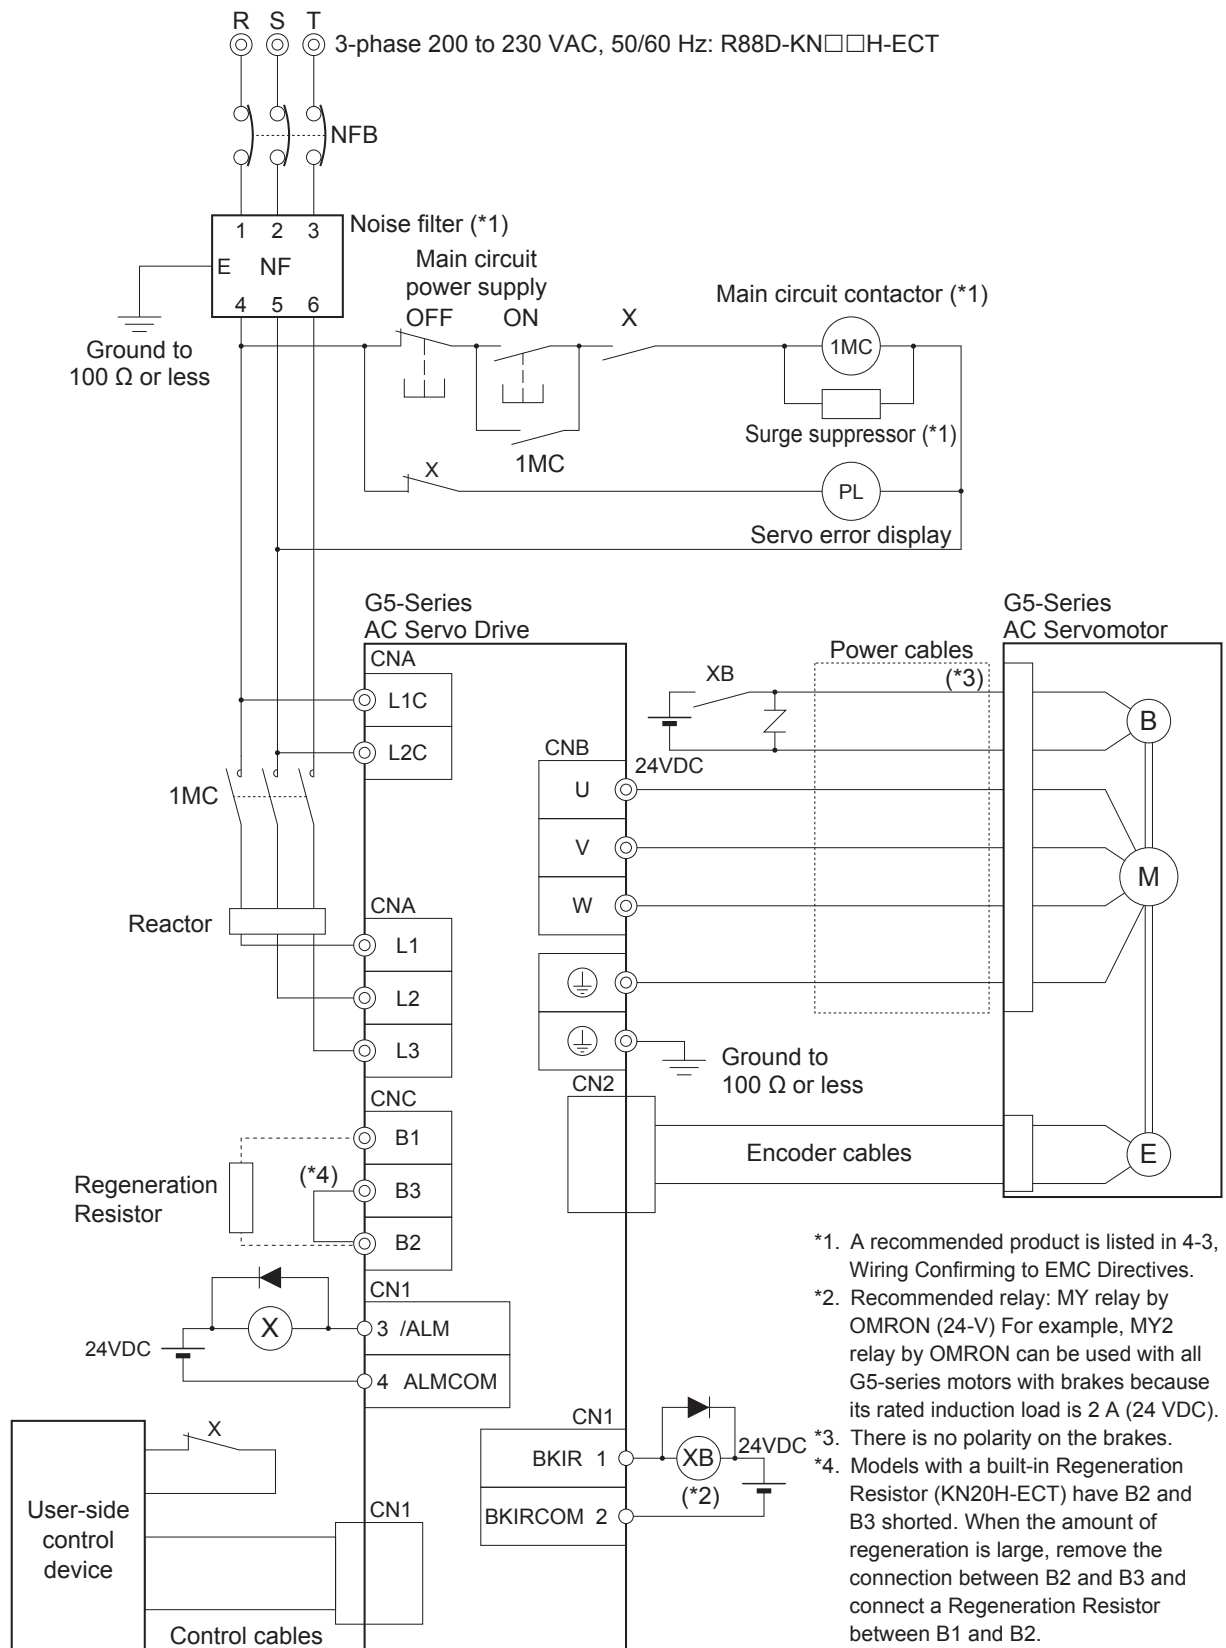 R S T
3-phase 200 to 230 VAC, 50/60 Hz: R88D-KN□□H-ECT
NFB
1 2 3
Noise filter (*1)
E NF
4 5 6
Ground to
100 Ω or less
Main circuit
power supply
OFF ON X
Main circuit contactor (*1)
1MC
Surge suppressor (*1)
1MC
X
PL
Servo error display
G5-Series
AC Servo Drive
G5-Series
AC Servomotor
CNA
L1C
L2C
1MC
Reactor
CNA
L1
L2
L3
CNC
B1
B3
B2
(*4)
Regeneration
Resistor
CN1
3 /ALM
4 ALMCOM
X
24VDC
X
User-side
control
device
CN1
Control cables
XB
24VDC
Power cables
(*3)
CNB
U
V
W
Ground to
100 Ω or less
CN2
Encoder cables
B
M
E
CN1
BKIR 1
BKIRCOM 2
XB
(*2)
24VDC
*1. A recommended product is listed in 4-3,
Wiring Confirming to EMC Directives.
*2. Recommended relay: MY relay by
OMRON (24-V) For example, MY2
relay by OMRON can be used with all
G5-series motors with brakes because
its rated induction load is 2 A (24 VDC).
*3. There is no polarity on the brakes.
*4. Models with a built-in Regeneration
Resistor (KN20H-ECT) have B2 and
B3 shorted. When the amount of
regeneration is large, remove the
connection between B2 and B3 and
connect a Regeneration Resistor
between B1 and B2.